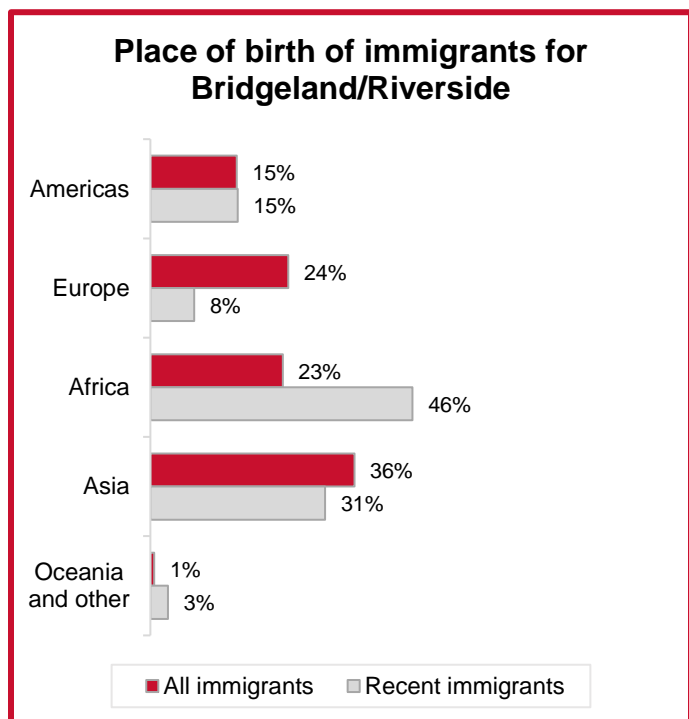 Place of birth of immigrants for
Bridgeland/Riverside
Americas
15%
15%
Europe
24%
8%
Africa
23%
46%
Asia
36%
31%
Oceania
and other
1%
3%
All immigrants
Recent immigrants